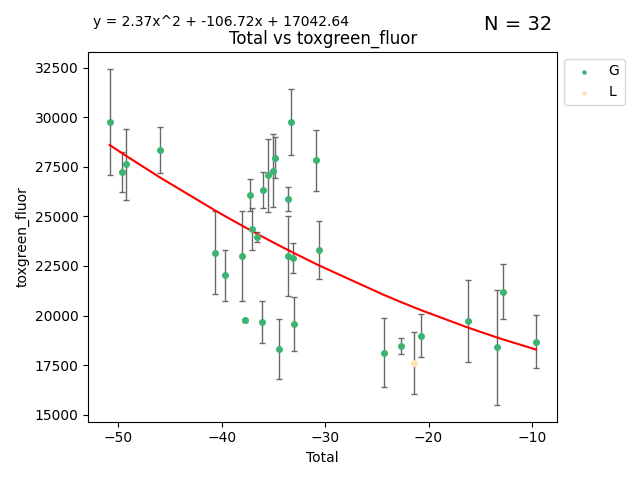 y = 2.37x^2 + -106.72x + 17042.64
N = 32
Total vs toxgreen_fluor
G
L
32500
30000
27500
25000
22500
20000
17500
15000
toxgreen_fluor
−50
−40
−30
−20
−10
Total